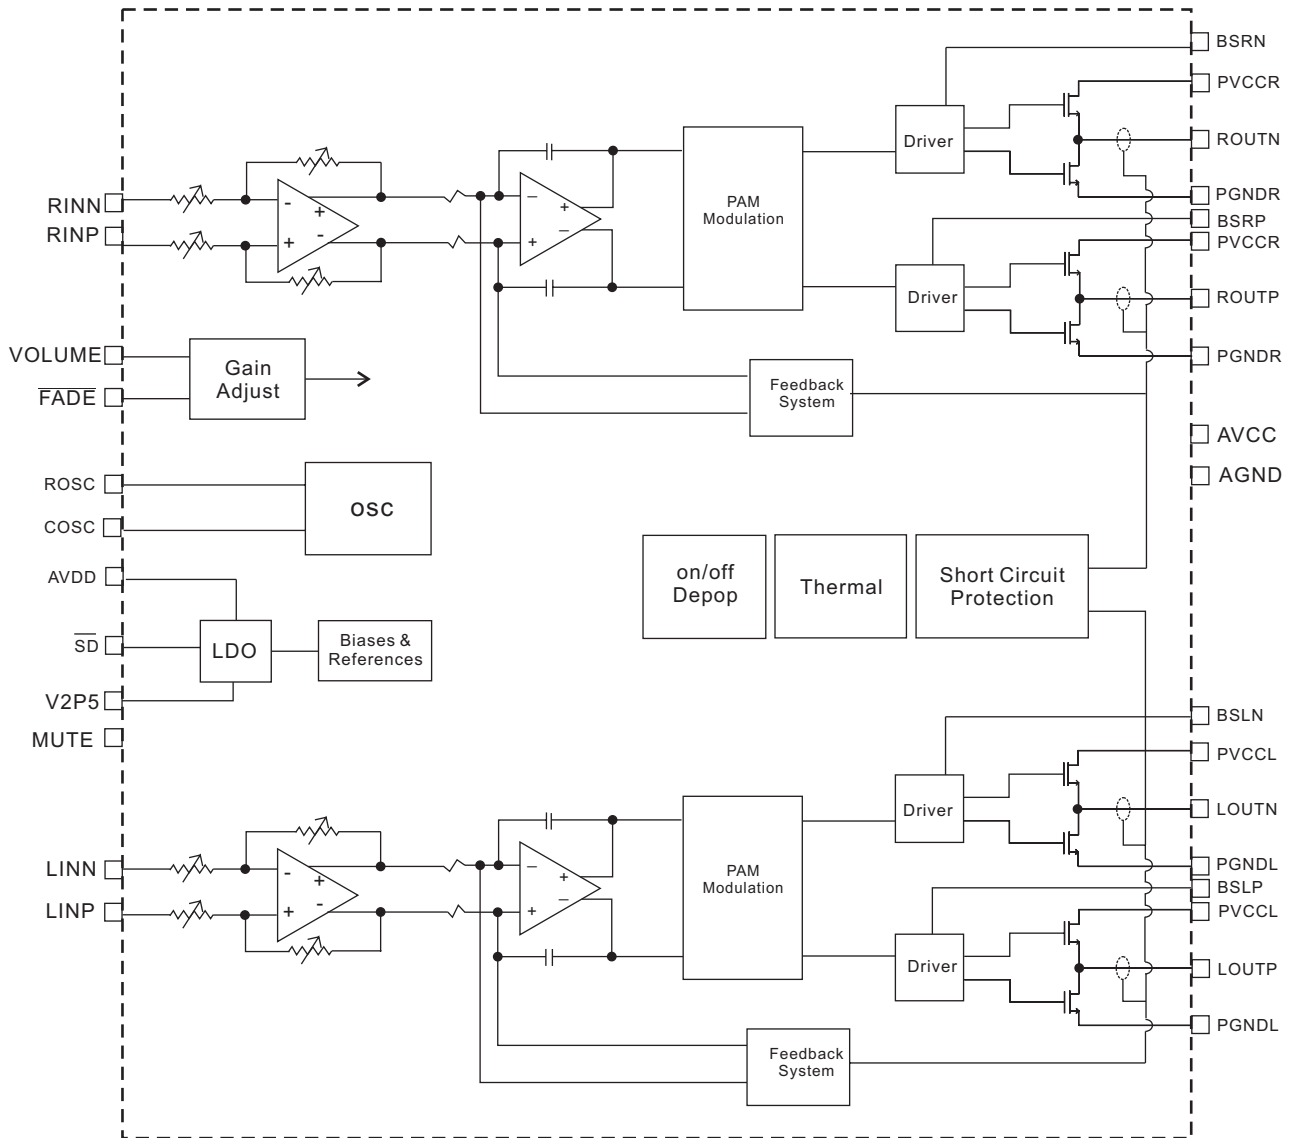 BSRN
PVCCR
Driver
ROUTN
PAM
Modulation
RINN
- +
+ -
− +
+ −
PGNDR
BSRP
RINP
PVCCR
Driver
ROUTP
VOLUME
FADE
Gain
Adjust
PGNDR
Feedback
System
AVCC
AGND
ROSC
COSC
OSC
AVDD
on/off
Depop
Thermal
Short Circuit
Protection
SD
LDO
Biases &
References
V2P5
MUTE
BSLN
PVCCL
Driver
LOUTN
PAM
Modulation
LINN
- +
+ -
− +
+ −
PGNDL
BSLP
LINP
PVCCL
Driver
LOUTP
PGNDL
Feedback
System